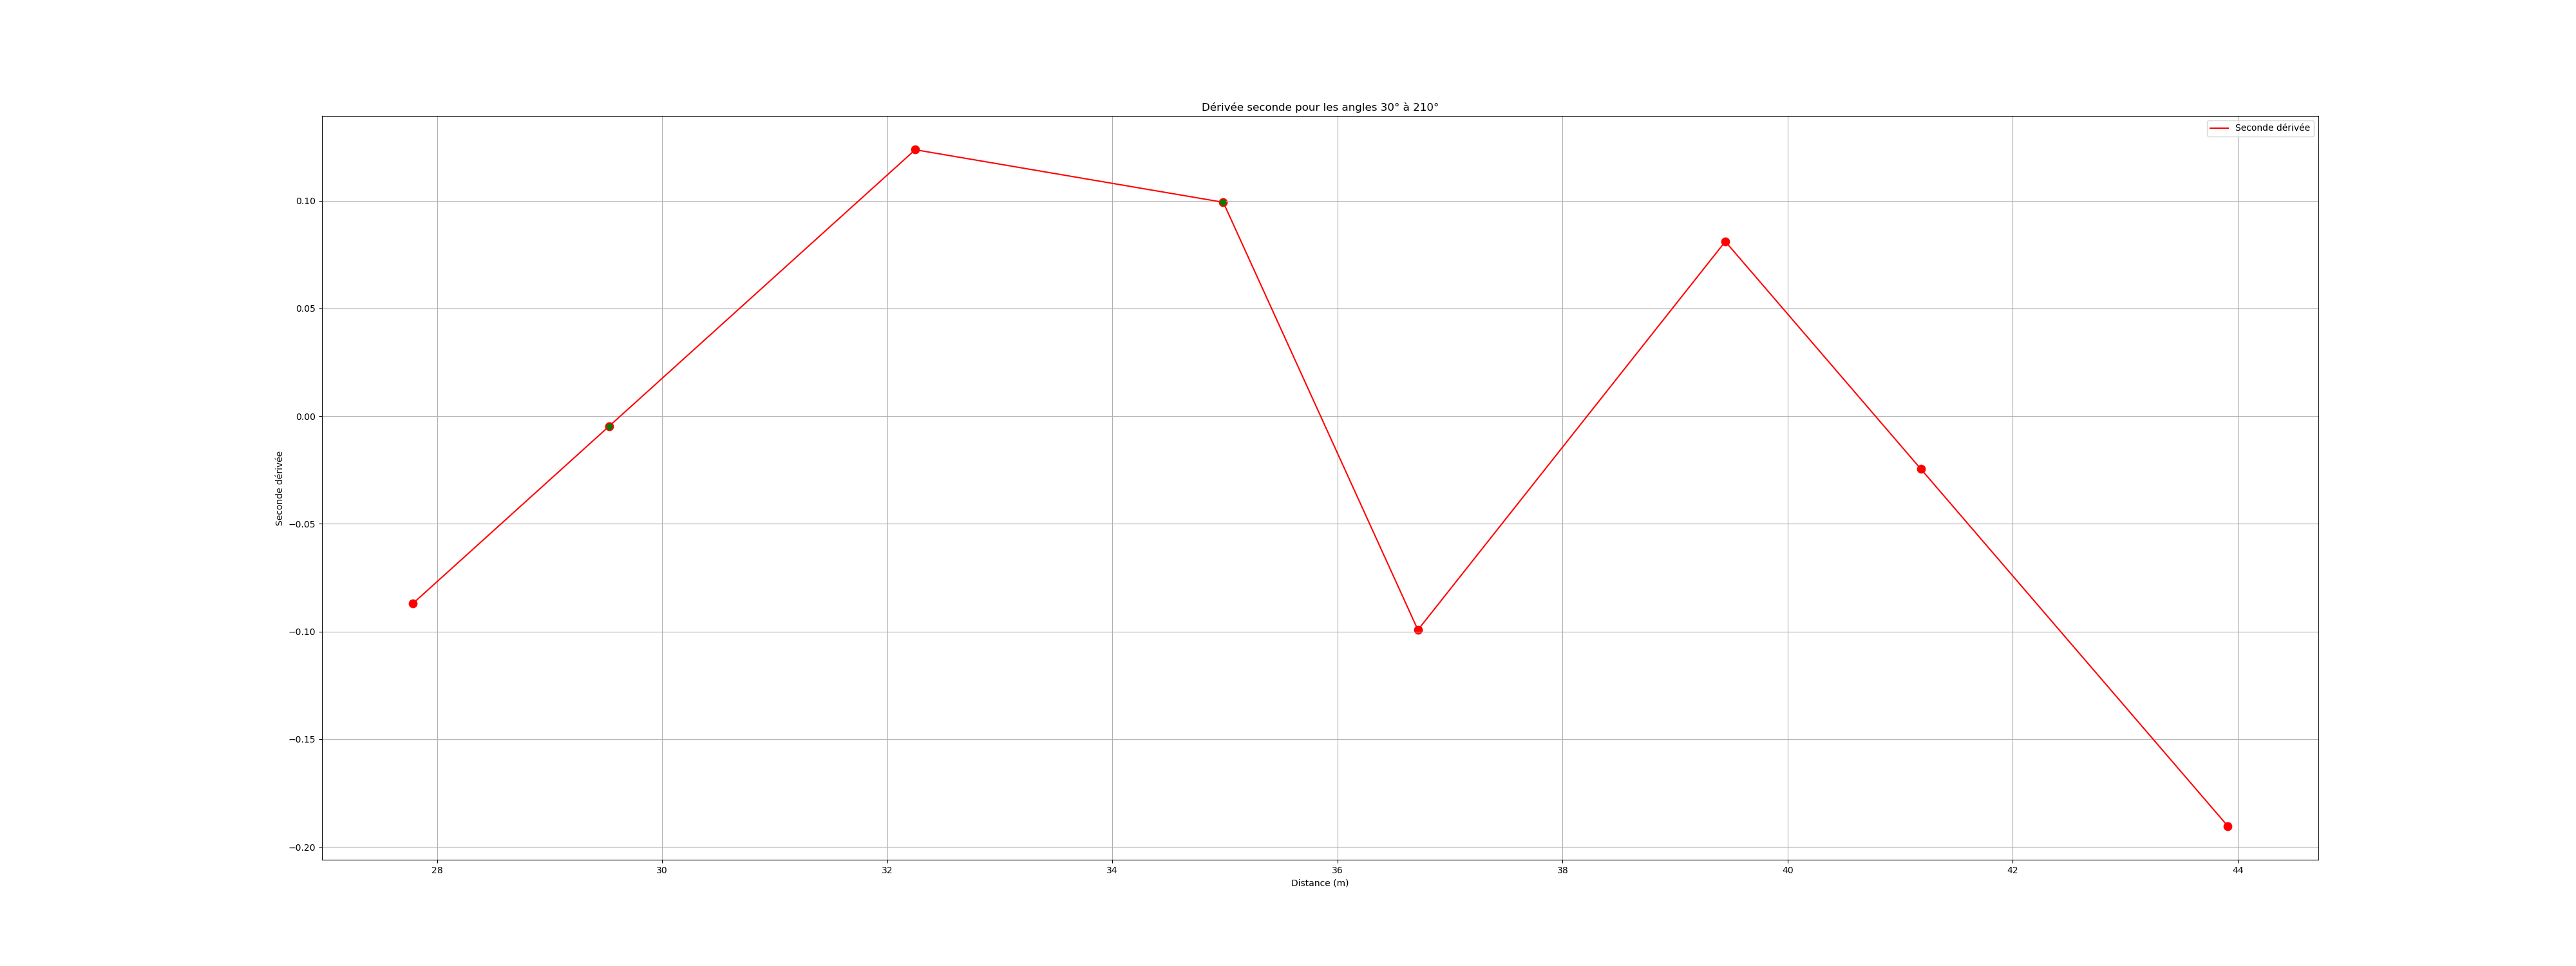 Dérivée seconde pour les angles 30° à 210°
Seconde dérivée
0.10
0.05
0.00
−0.05
−0.10
−0.15
−0.20
Seconde dérivée
28 30 32 34 36 38 40 42 44
Distance (m)